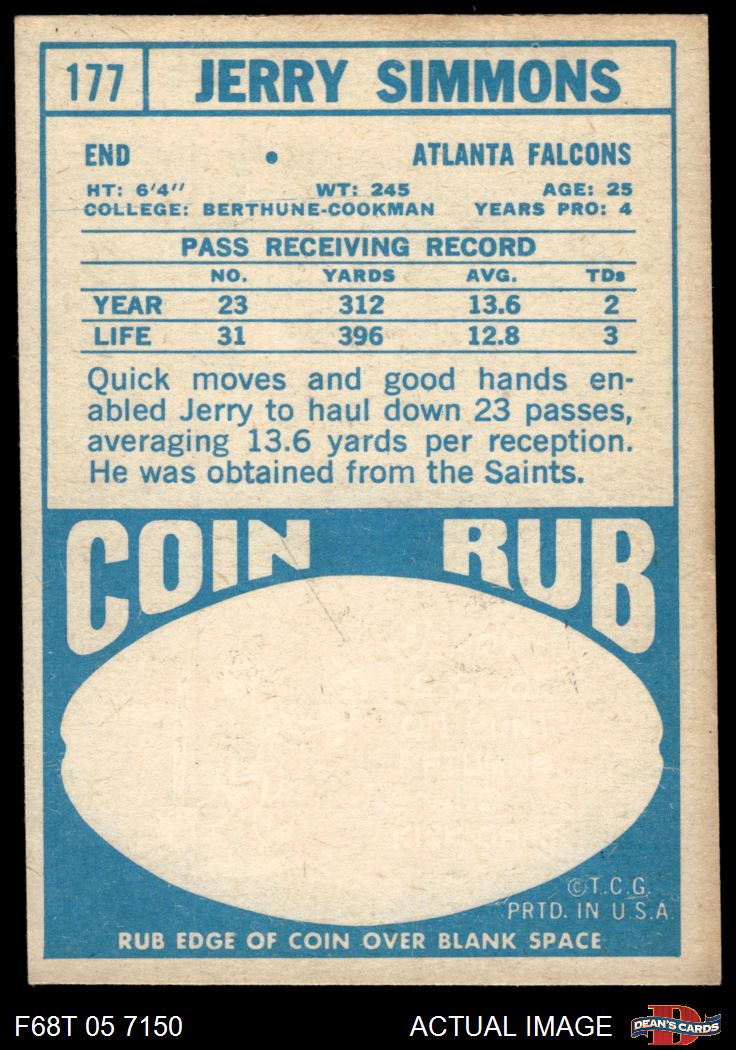 177 JERRY SIMMONS
END • ATLANTA FALCONS
HT: 6'4'' WT: 245 AGE: 25
COLLEGE: BERTHUNE-COOKMAN YEARS PRO: 4
PASS RECEIVING RECORD
NO. YARDS AVG. TDs
YEAR 23 312 13.6 2
LIFE 31 396 12.8 3
Quick moves and good hands en-
abled Jerry to haul down 23 passes,
averaging 13.6 yards per reception.
He was obtained from the Saints.
COIN RUB
©T.C.G.
PRTD. IN U.S.A.
RUB EDGE OF COIN OVER BLANK SPACE
F68T 05 7150 ACTUAL IMAGE DEAN'S CARDS